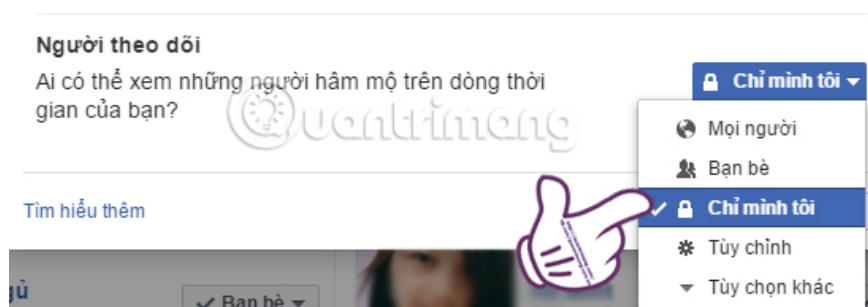 Người theo dõi
Ai có thể xem những người hâm mộ trên dòng thời
gian của bạn?
Chỉ mình tôi
Quantrimang
Mọi người
Bạn bè
Chỉ mình tôi
Tùy chỉnh
Tùy chọn khác
Tìm hiểu thêm
Bạn bè